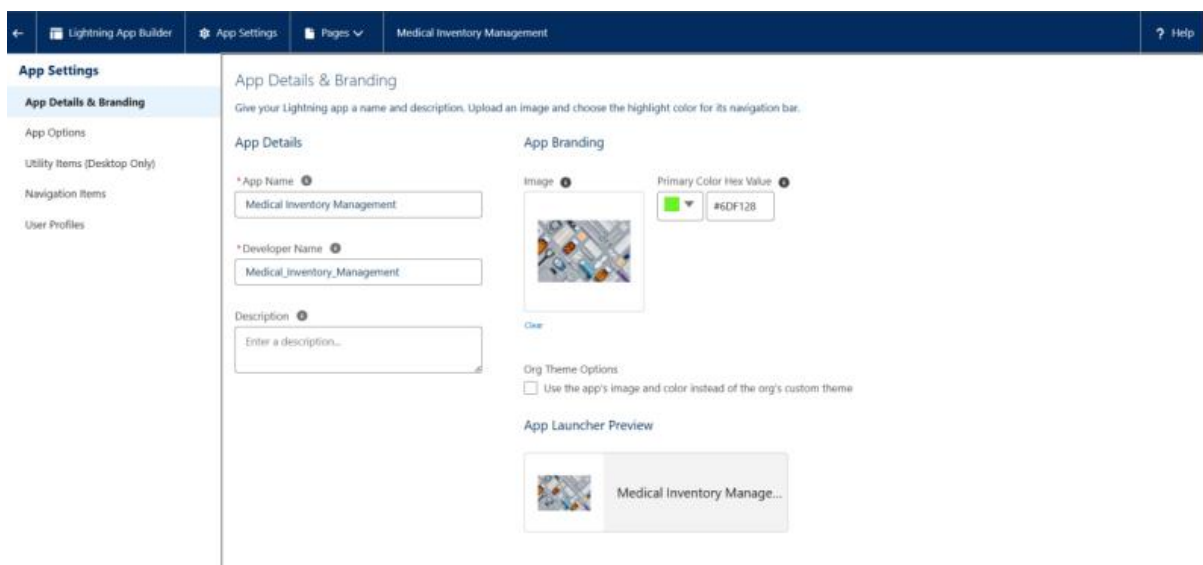 Lightning App Builder
App Settings
Pages
Medical Inventory Management
? Help
App Settings
App Details & Branding
App Options
Utility Items (Desktop Only)
Navigation Items
User Profiles
App Details & Branding
Give your Lightning app a name and description. Upload an image and choose the highlight color for its navigation bar.
App Details
*App Name
Medical Inventory Management
*Developer Name
Medical_Inventory_Management
Description
Enter a description...
App Branding
Image
Clear
Primary Color Hex Value
#6DF128
Org Theme Options
Use the app's image and color instead of the org's custom theme
App Launcher Preview
Medical Inventory Manage...